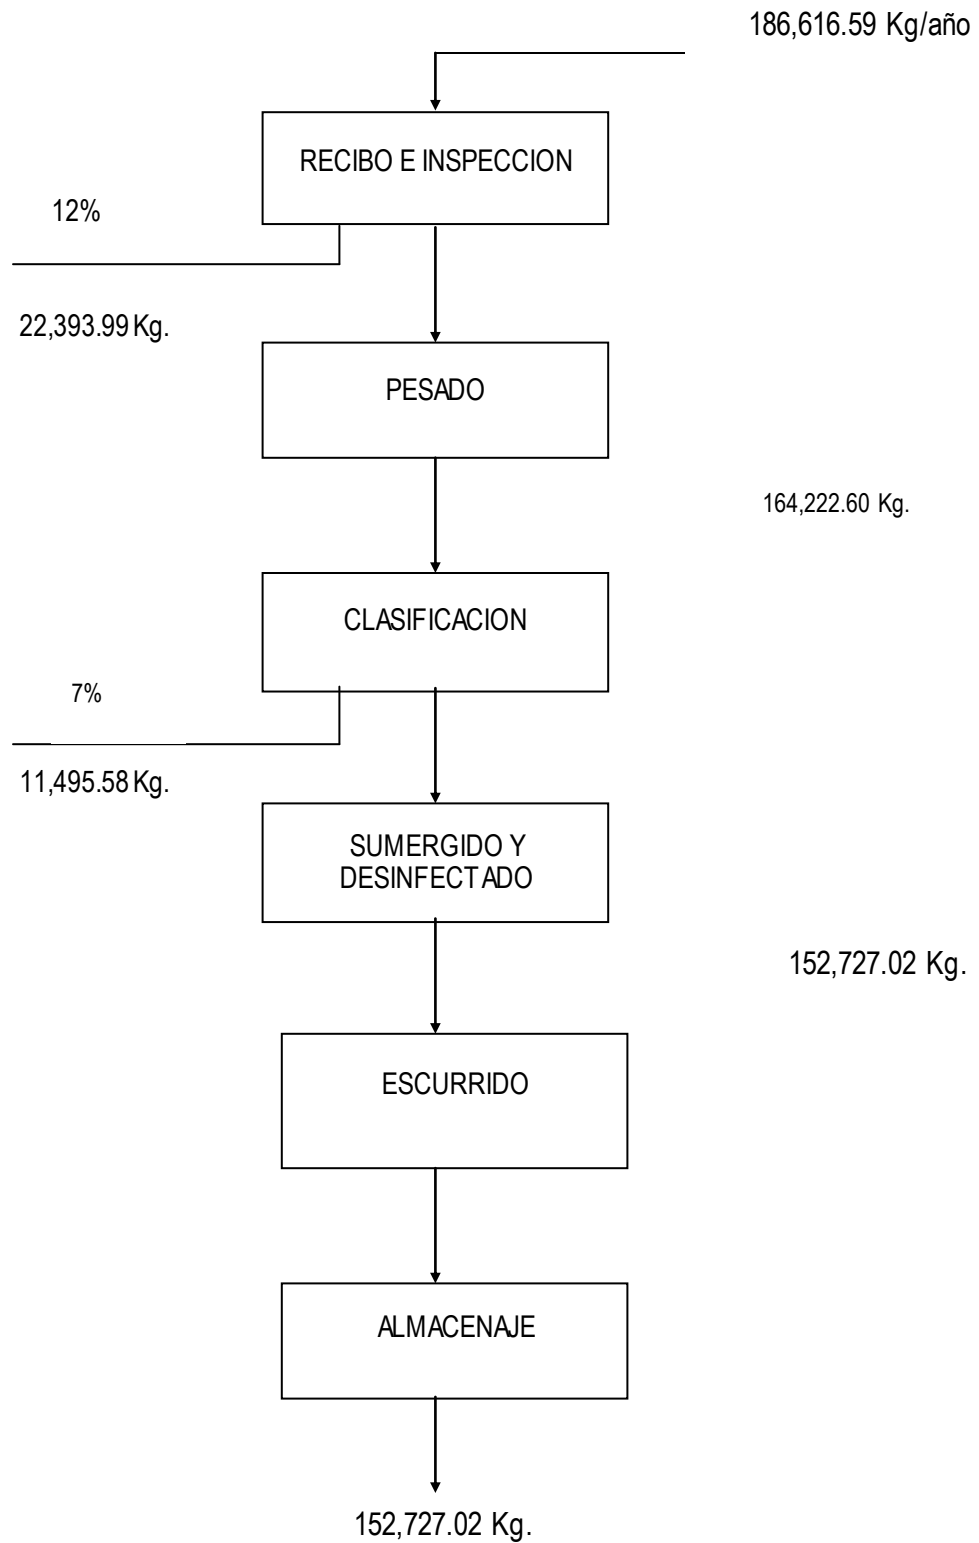 186,616.59 Kg/año
RECIBO E INSPECCION
12%
22,393.99 Kg.
PESADO
164,222.60 Kg.
CLASIFICACION
7%
11,495.58 Kg.
SUMERGIDO Y
DESINFECTADO
152,727.02 Kg.
ESCURRIDO
ALMACENAJE
152,727.02 Kg.